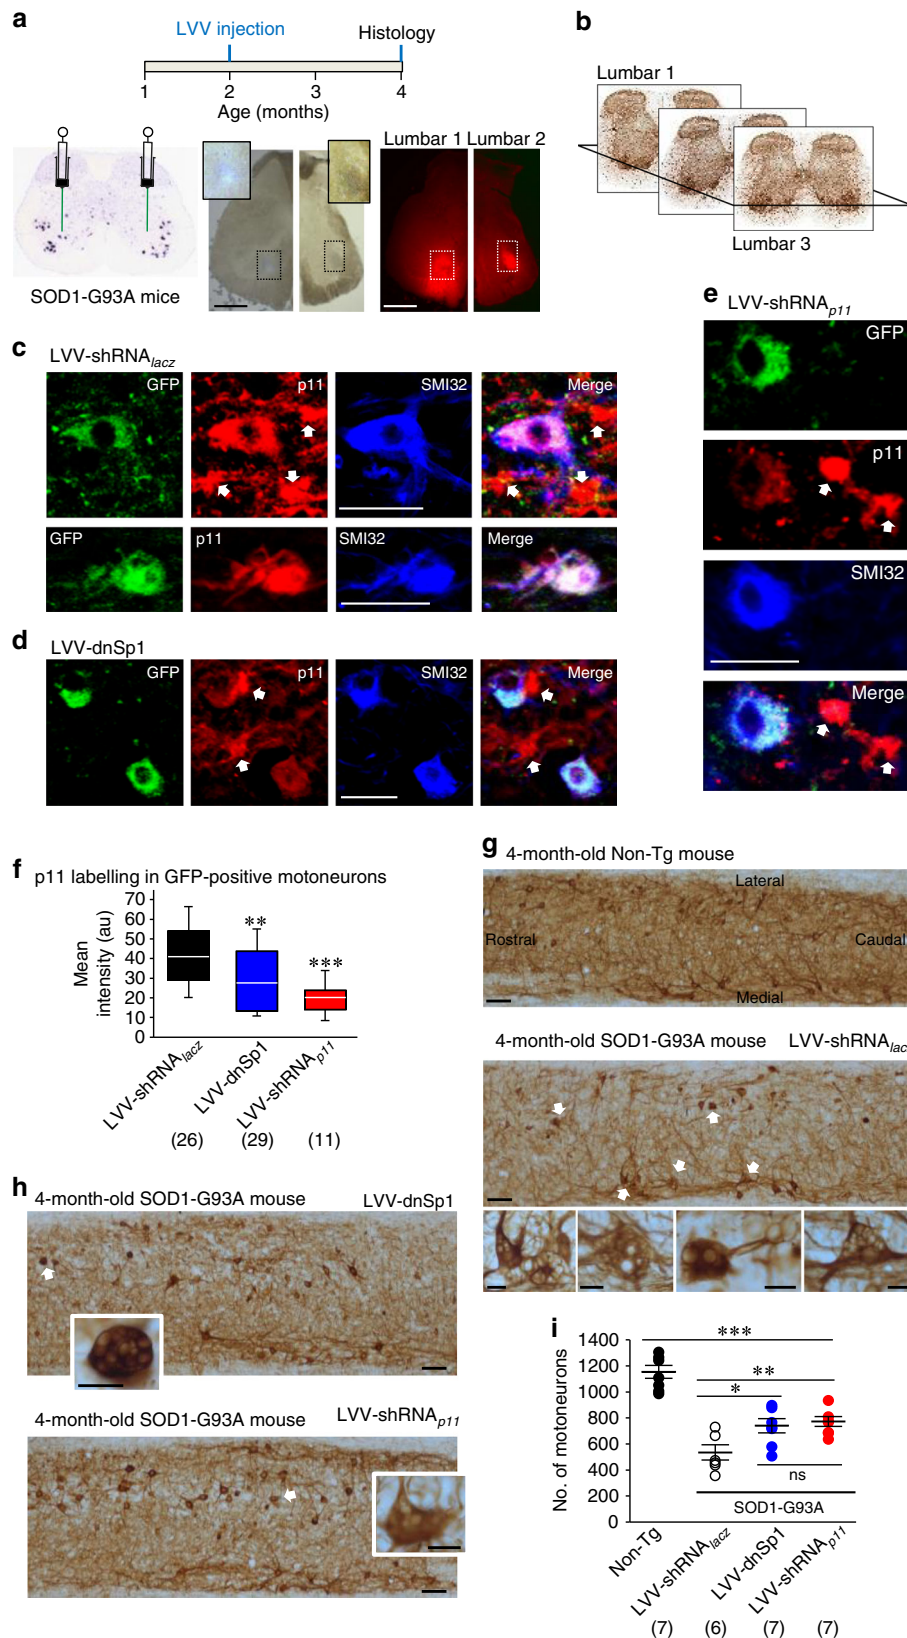 a
LVV injection
Histology
1 2 3 4
Age (months)
Lumbar 1 Lumbar 2
SOD1-G93A mice
b
Lumbar 1
Lumbar 3
c
LVV-shRNAlacz
GFP p11 SMI32 Merge
GFP p11 SMI32 Merge
d
LVV-dnSp1
GFP p11 SMI32 Merge
e
LVV-shRNAp11
GFP
p11
SMI32
Merge
f
p11 labelling in GFP-positive motoneurons
Mean
intensity (au)
70
60
50
40
30
20
10
0
**
***
LVV-shRNAlacz
LVV-dnSp1
LVV-shRNAp11
(26) (29) (11)
g
4-month-old Non-Tg mouse
Lateral
Rostral Caudal
Medial
4-month-old SOD1-G93A mouse LVV-shRNAlac
h
4-month-old SOD1-G93A mouse LVV-dnSp1
4-month-old SOD1-G93A mouse LVV-shRNAp11
i
No. of motoneurons
1400
1200
1000
800
600
400
200
0
***
**
*
ns
SOD1-G93A
Non-Tg
LVV-shRNAlacz
LVV-dnSp1
LVV-shRNAp11
(7) (6) (7) (7)